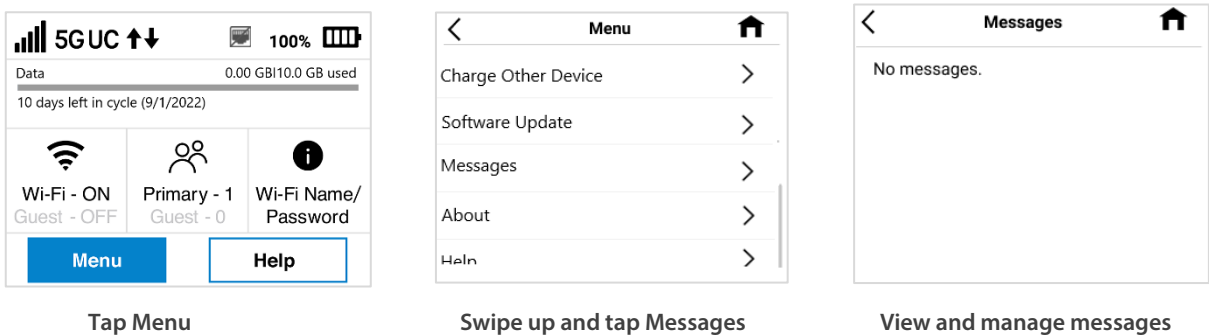 5G UC
100%
Data
0.00 GBI10.0 GB used
10 days left in cycle (9/1/2022)
Wi-Fi - ON
Guest - OFF
Primary - 1
Guest - 0
Wi-Fi Name/
Password
Menu
Help
Tap Menu
Menu
Charge Other Device
Software Update
Messages
About
Help
Swipe up and tap Messages
Messages
No messages.
View and manage messages